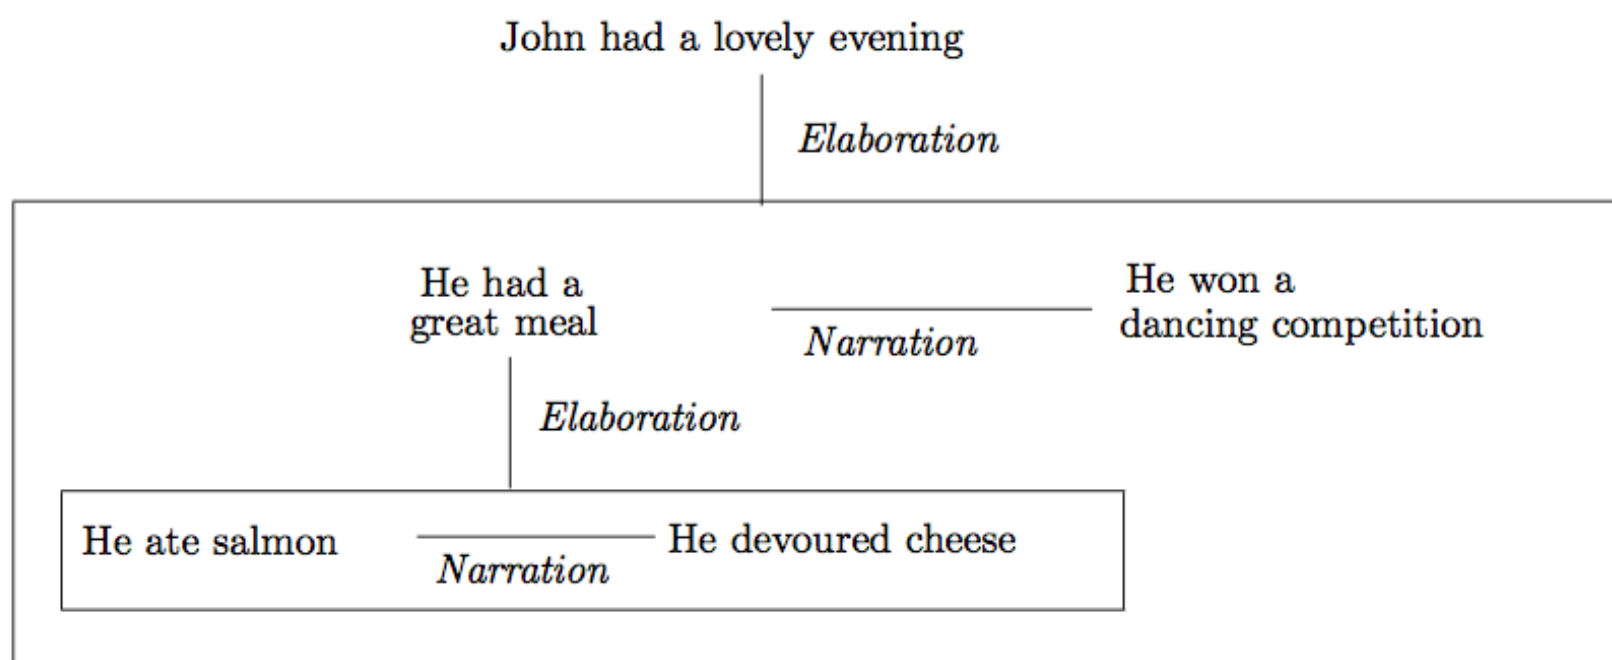 John had a lovely evening
Elaboration
He had a
great meal
He won a
dancing competition
Narration
Elaboration
He ate salmon
He devoured cheese
Narration